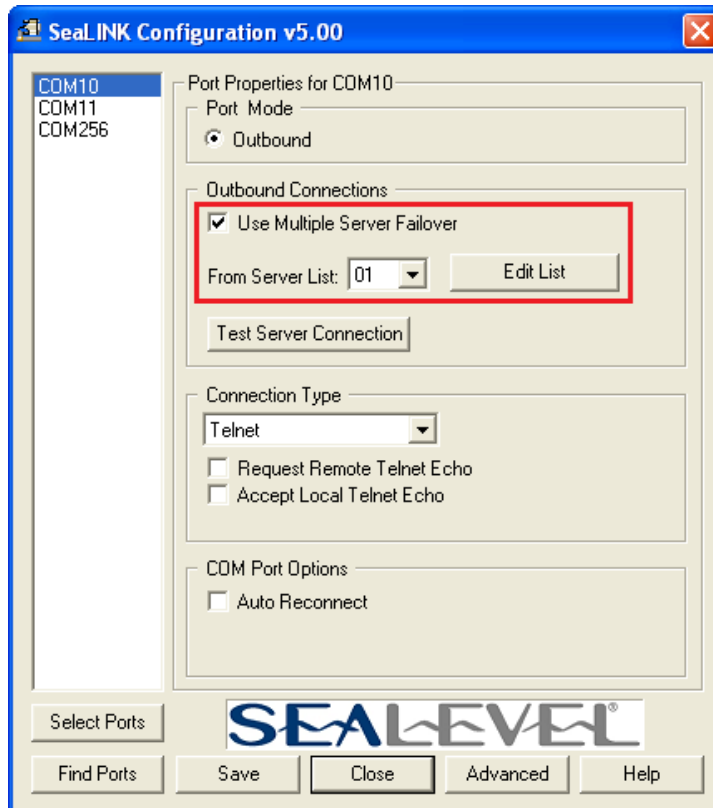 SeaLINK Configuration v5.00
COM10
COM11
COM256
Port Properties for COM10
Port Mode
Outbound
Outbound Connections
Use Multiple Server Failover
From Server List: 01
Edit List
Test Server Connection
Connection Type
Telnet
Request Remote Telnet Echo
Accept Local Telnet Echo
COM Port Options
Auto Reconnect
Select Ports
SEALEVEL®
Find Ports
Save
Close
Advanced
Help